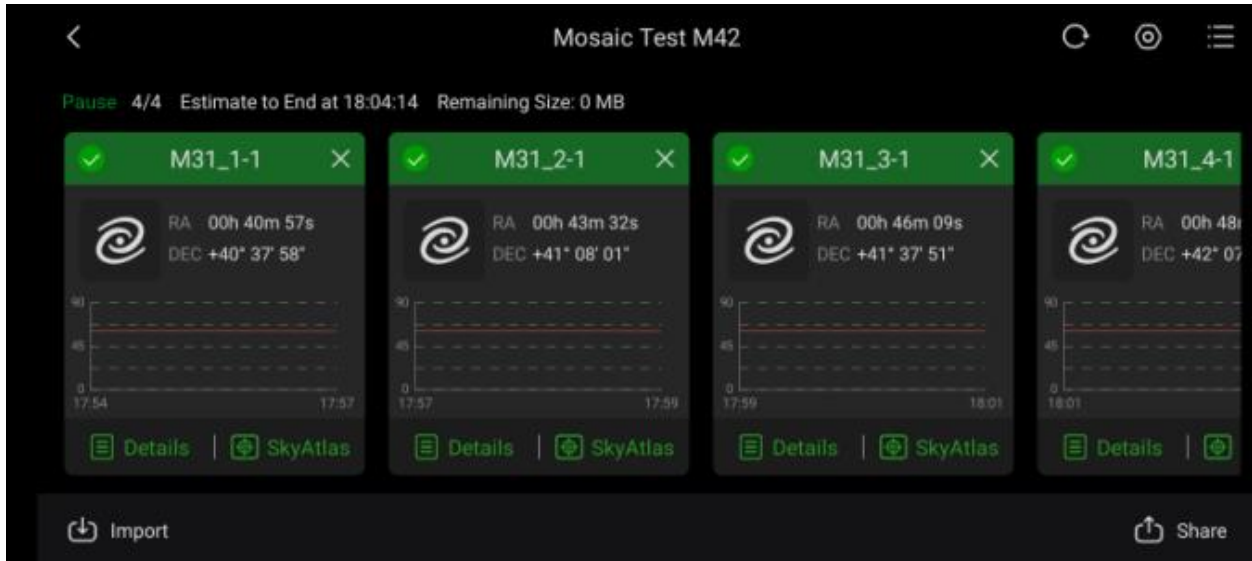 Mosaic Test M42
Pause 4/4 Estimate to End at 18:04:14 Remaining Size: 0 MB
M31_1-1
RA 00h 40m 57s
DEC +40° 37' 58"
90
45
0
17:54 17:57
Details | SkyAtlas
M31_2-1
RA 00h 43m 32s
DEC +41° 08' 01"
90
45
0
17:57 17:59
Details | SkyAtlas
M31_3-1
RA 00h 46m 09s
DEC +41° 37' 51"
90
45
0
17:59 18:01
Details | SkyAtlas
M31_4-1
RA 00h 48
DEC +42° 07
90
45
0
18:01
Details |
Import
Share